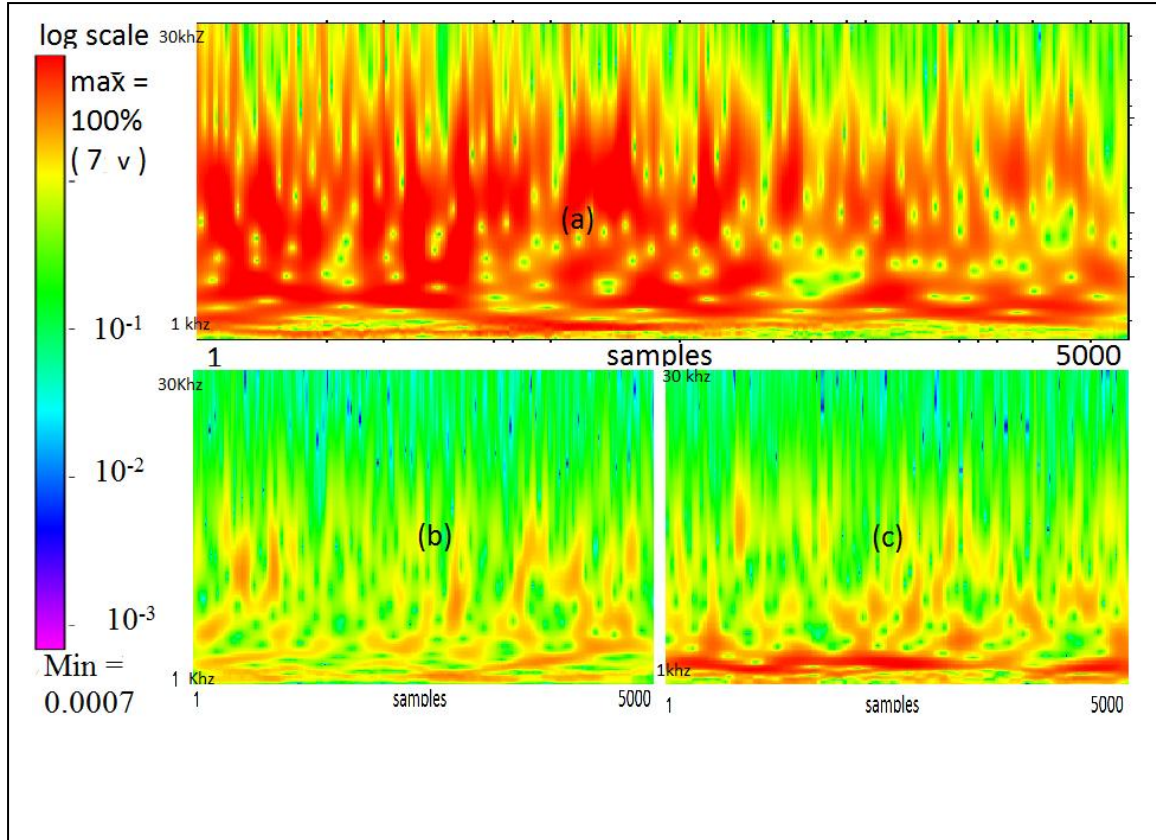 log scale
max =
100%
( 7 v )
10-1
10-2
10-3
Min =
0.0007
30khZ
(a)
1 khz
1 samples 5000
30Khz
(b)
1 Khz
1 samples 5000
30 khz
(c)
1khz
1 samples 5000